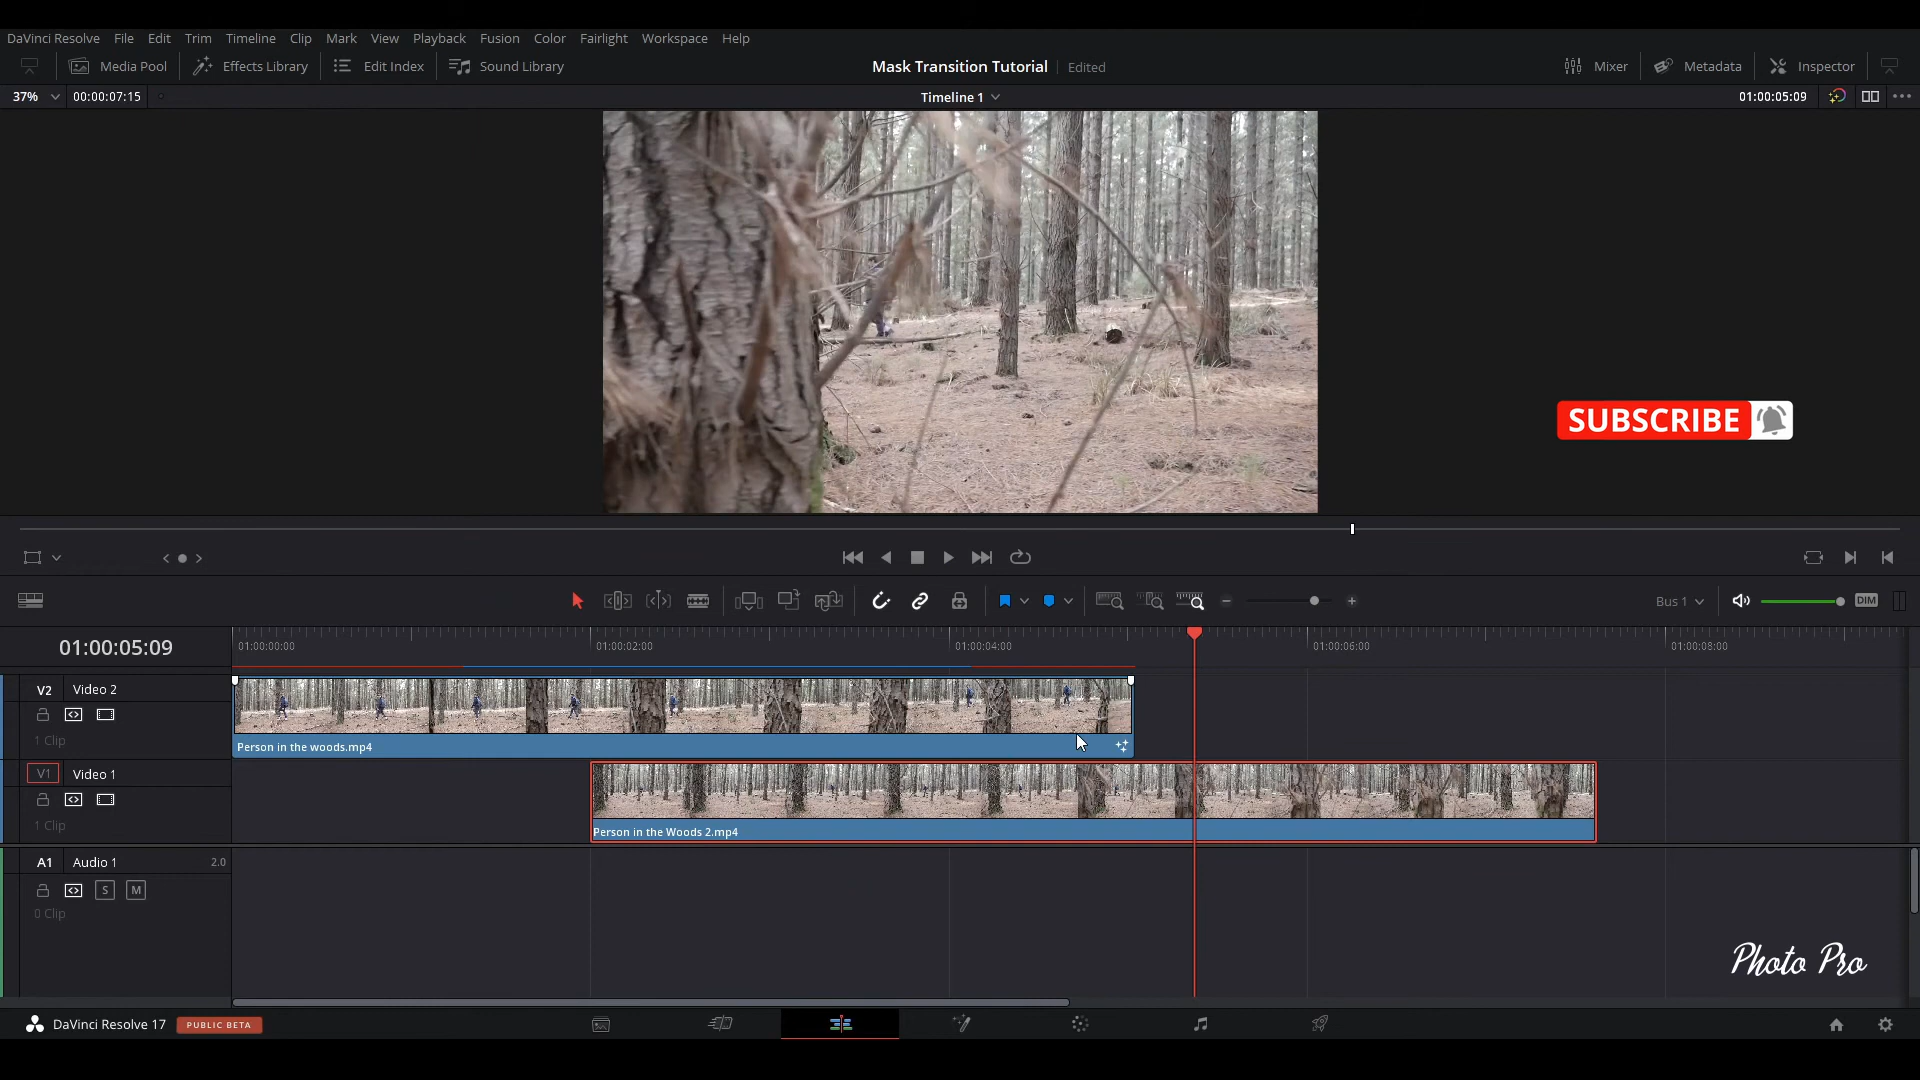 DaVinci Resolve File Edit Trim Timeline Clip Mark View Playback Fusion Color Fairlight Workspace Help
Media Pool Effects Library Edit Index Sound Library Mask Transition Tutorial Edited Mixer Metadata Inspector
37% 00:00:07:15 Timeline 1 01:00:05:09
SUBSCRIBE
Bus 1 DIM
01:00:05:09 01:00:00:00 01:00:02:00 01:00:04:00 01:00:06:00 01:00:08:00
V2 Video 2
1 Clip
Person in the woods.mp4
V1 Video 1
1 Clip
Person in the Woods 2.mp4
A1 Audio 1 2.0
S M
0 Clip
Photo Pro
DaVinci Resolve 17 PUBLIC BETA